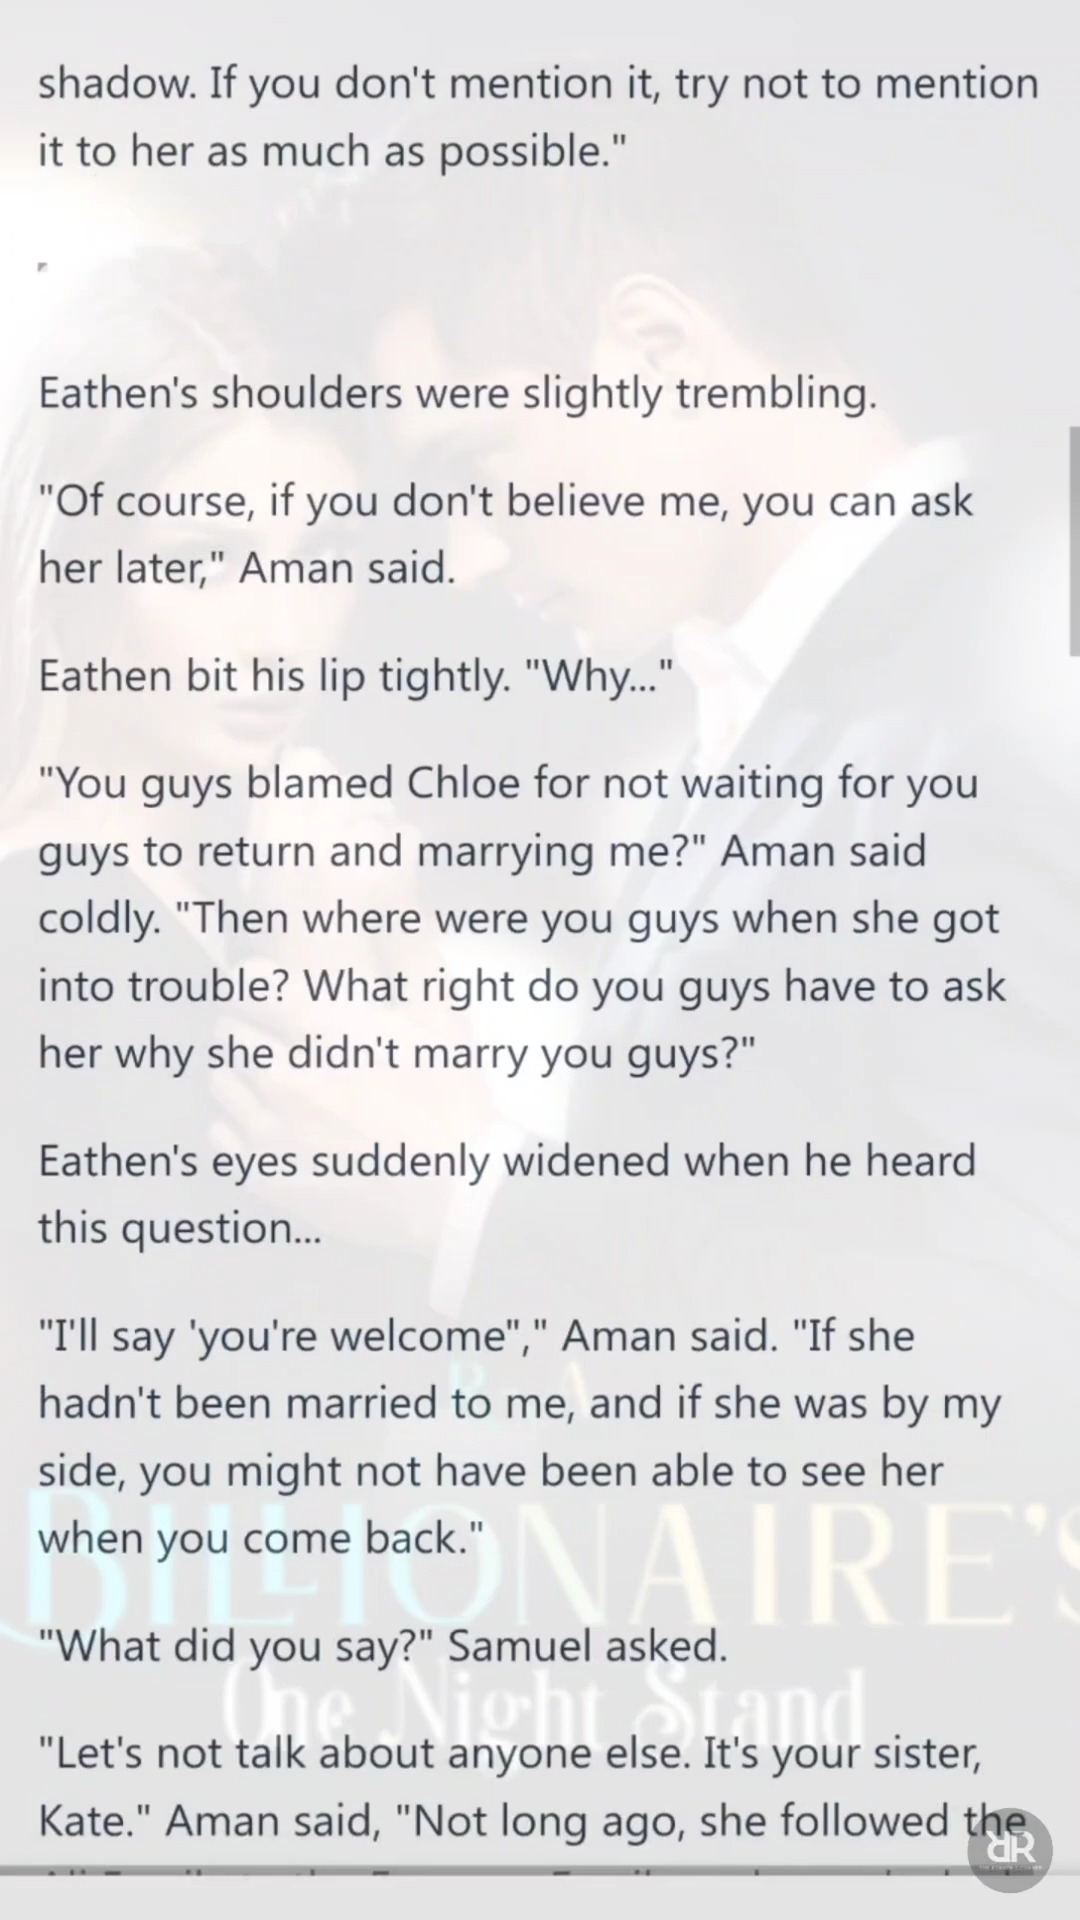 shadow. If you don't mention it, try not to mention
it to her as much as possible."
Eathen's shoulders were slightly trembling.
"Of course, if you don't believe me, you can ask
her later," Aman said.
Eathen bit his lip tightly. "Why..."
"You guys blamed Chloe for not waiting for you
guys to return and marrying me?" Aman said
coldly. "Then where were you guys when she got
into trouble? What right do you guys have to ask
her why she didn't marry you guys?"
Eathen's eyes suddenly widened when he heard
this question...
"I'll say 'you're welcome"," Aman said. "If she
hadn't been married to me, and if she was by my
side, you might not have been able to see her
when you come back."
BILLIONAIRE'S
"What did you say?" Samuel asked.
One Night Stand
"Let's not talk about anyone else. It's your sister,
Kate." Aman said, "Not long ago, she followed the
RR